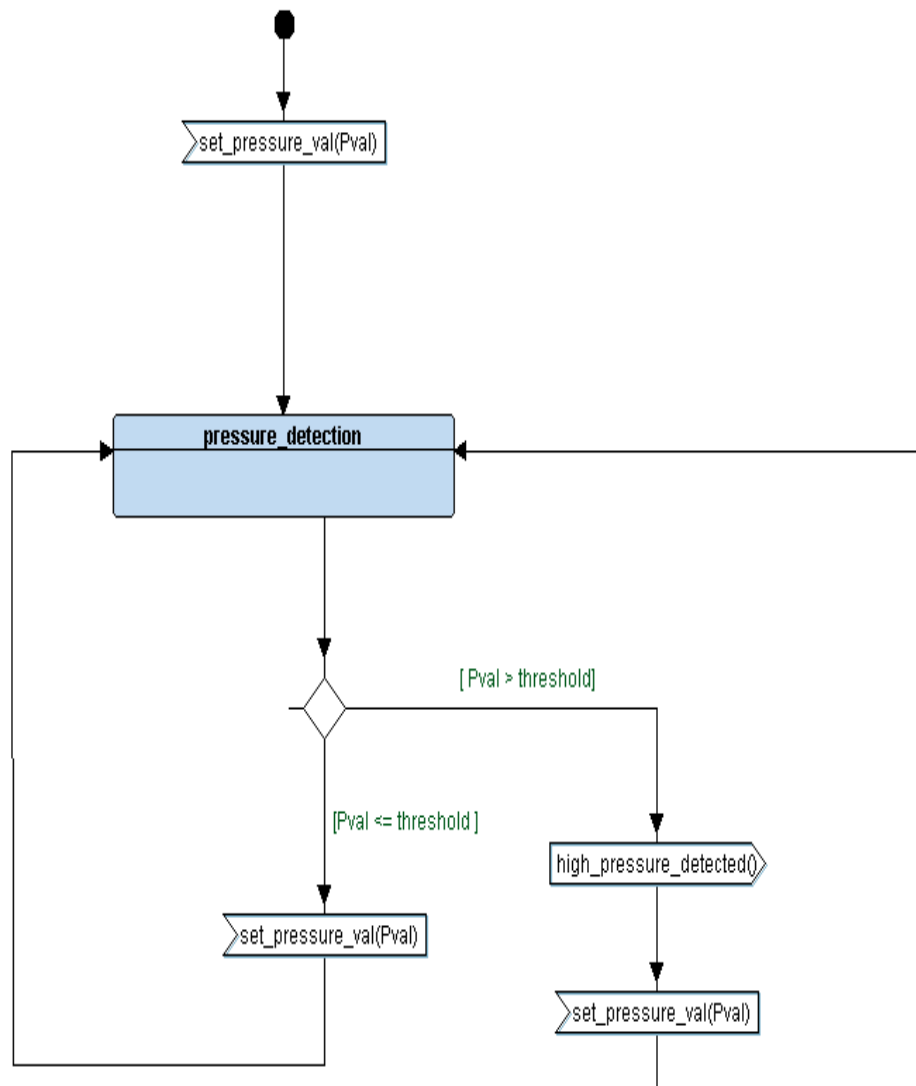 set_pressure_val(Pval)
pressure_detection
[ Pval > threshold]
[Pval <= threshold ]
high_pressure_detected()
set_pressure_val(Pval)
set_pressure_val(Pval)